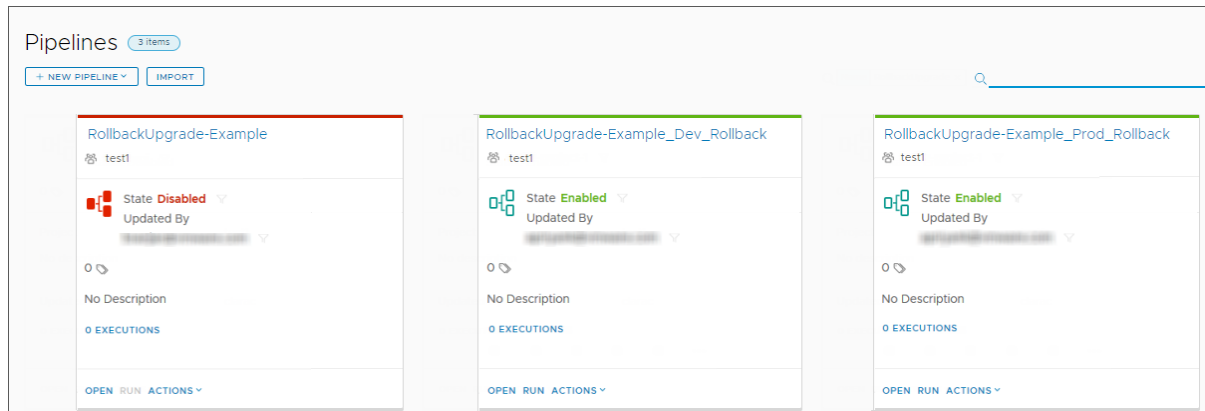 Pipelines 3 items
+ NEW PIPELINE IMPORT
RollbackUpgrade-Example
test1
State Disabled
Updated By
0
No Description
0 EXECUTIONS
OPEN RUN ACTIONS
RollbackUpgrade-Example_Dev_Rollback
test1
State Enabled
Updated By
0
No Description
0 EXECUTIONS
OPEN RUN ACTIONS
RollbackUpgrade-Example_Prod_Rollback
test1
State Enabled
Updated By
0
No Description
0 EXECUTIONS
OPEN RUN ACTIONS